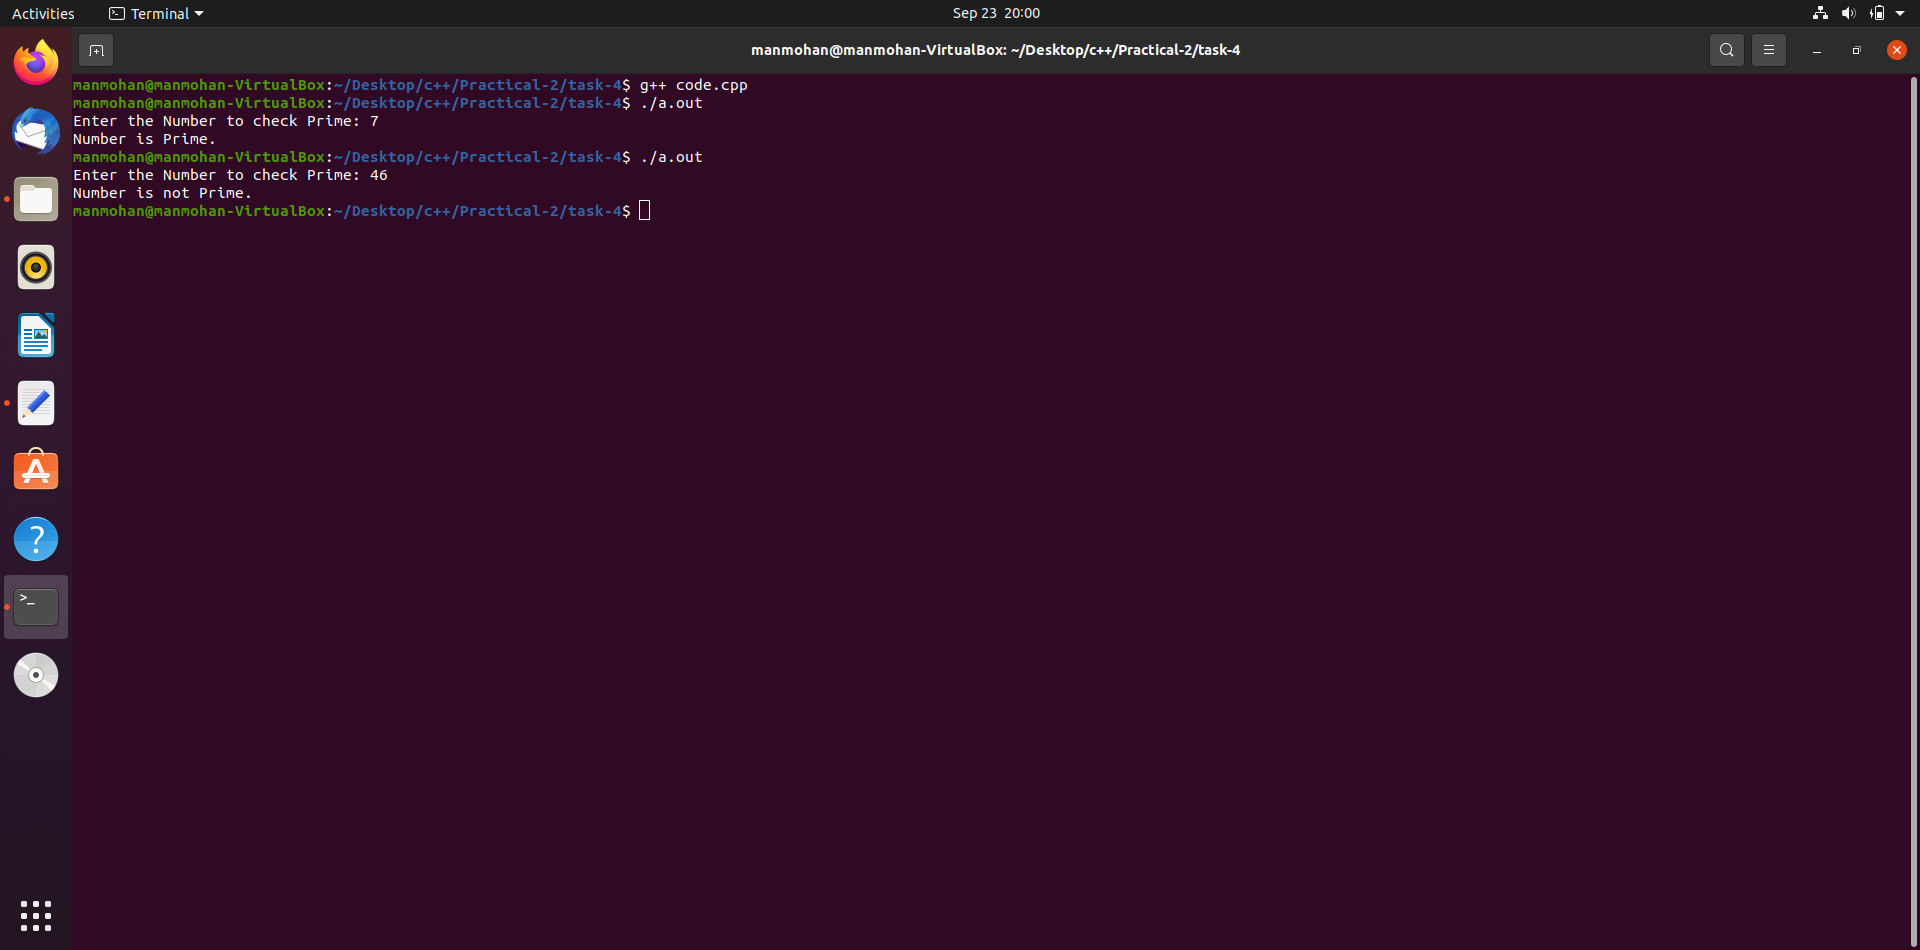 Activities
Terminal
Sep 23 20:00
manmohan@manmohan-VirtualBox: ~/Desktop/c++/Practical-2/task-4
manmohan@manmohan-VirtualBox:~/Desktop/c++/Practical-2/task-4$ g++ code.cpp
manmohan@manmohan-VirtualBox:~/Desktop/c++/Practical-2/task-4$ ./a.out
Enter the Number to check Prime: 7
Number is Prime.
manmohan@manmohan-VirtualBox:~/Desktop/c++/Practical-2/task-4$ ./a.out
Enter the Number to check Prime: 46
Number is not Prime.
manmohan@manmohan-VirtualBox:~/Desktop/c++/Practical-2/task-4$